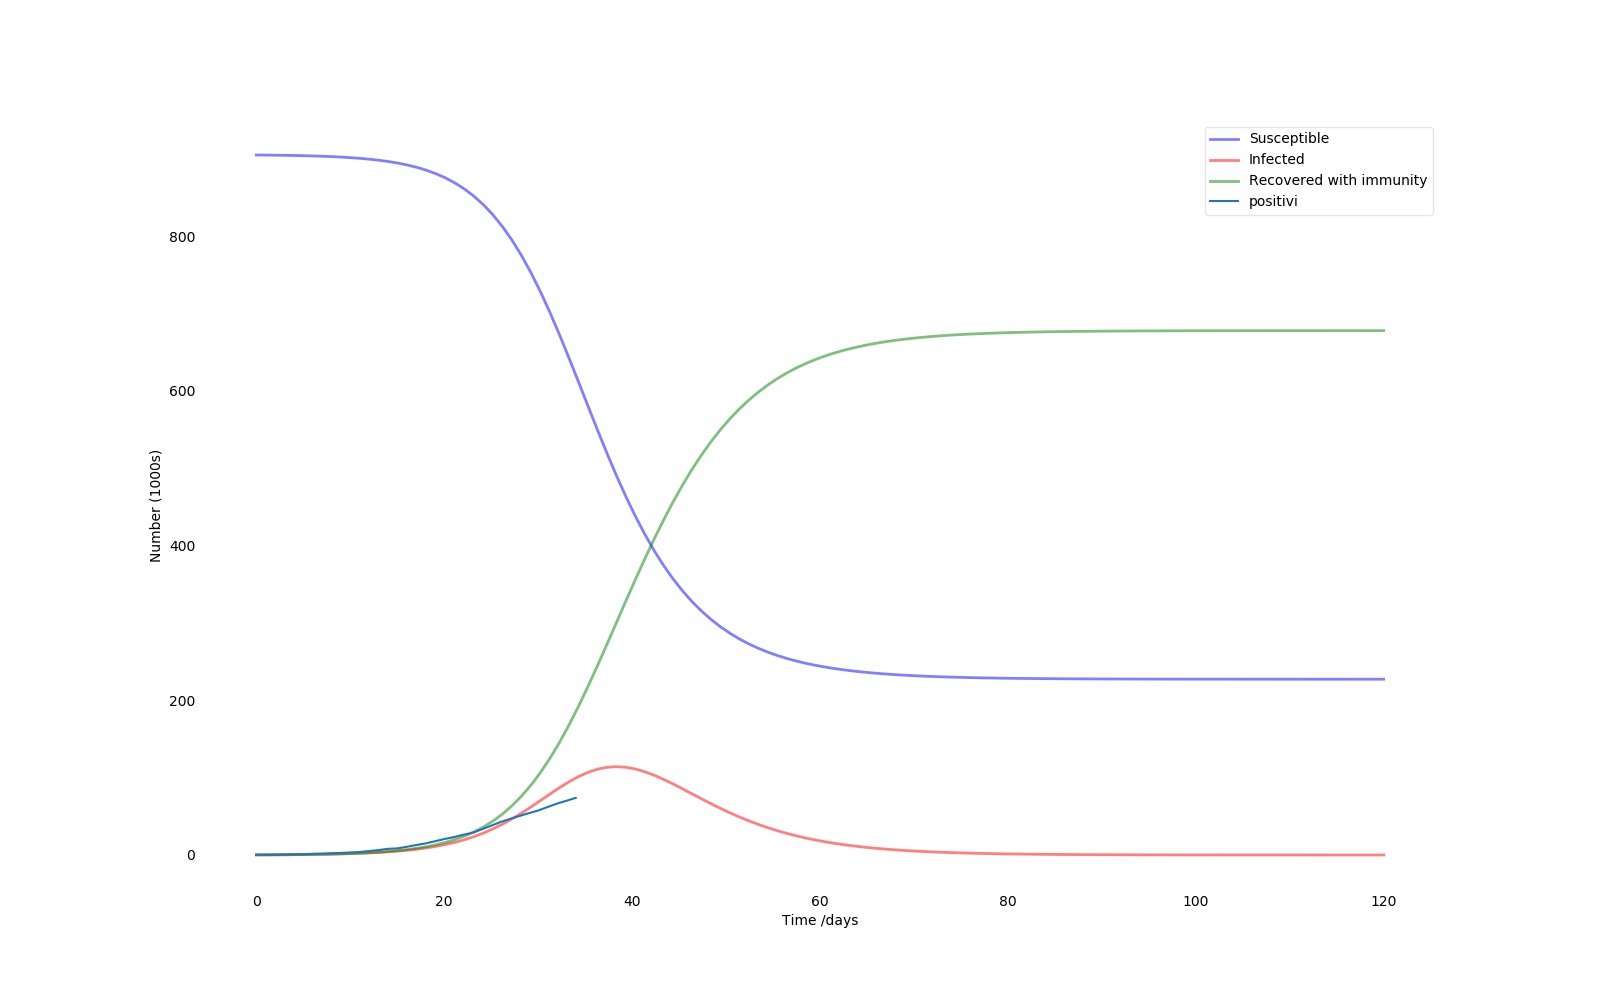 Susceptible
Infected
Recovered with immunity
positivi
800
600
400
200
0
Number (1000s)
0 20 40 60 80 100 120
Time /days